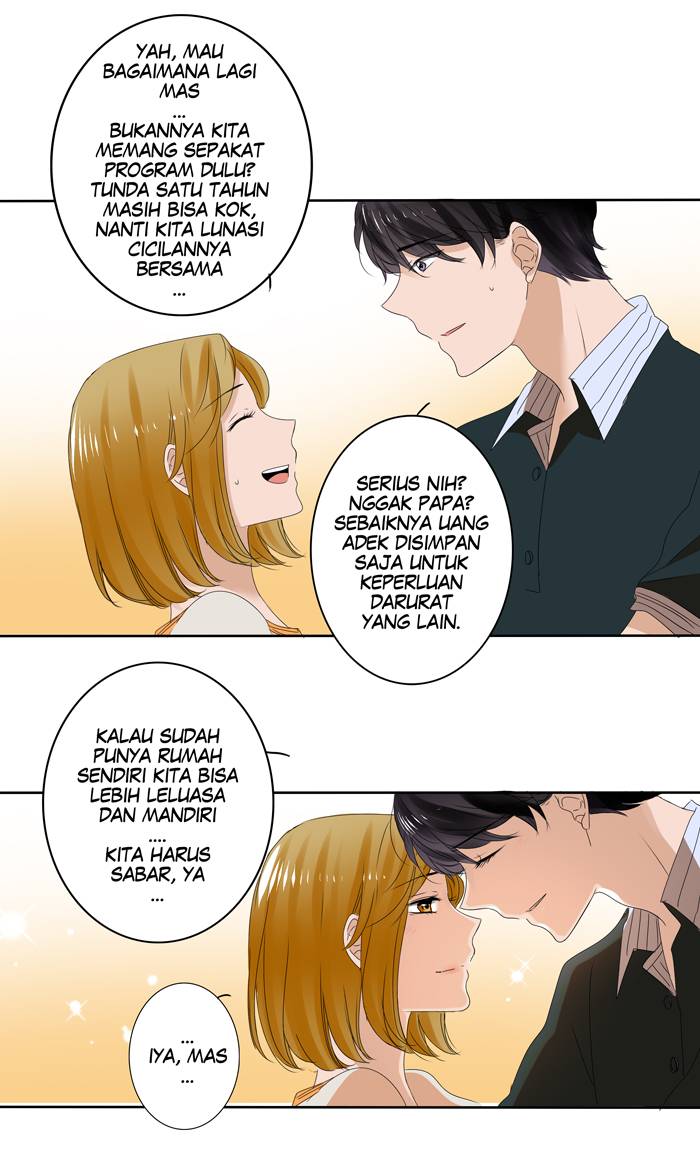 YAH, MAU
BAGAIMANA LAGI
MAS
...
BUKANNYA KITA
MEMANG SEPAKAT
PROGRAM DULU?
TUNDA SATU TAHUN
MASIH BISA KOK,
NANTI KITA LUNASI
CICILANNYA
BERSAMA
...
SERIUS NIH?
NGGAK PAPA?
SEBAIKNYA UANG
ADEK DISIMPAN
SAJA UNTUK
KEPERLUAN
DARURAT
YANG LAIN.
KALAU SUDAH
PUNYA RUMAH
SENDIRI KITA BISA
LEBIH LELUASA
DAN MANDIRI
....
KITA HARUS
SABAR, YA
...
...
IYA, MAS
...